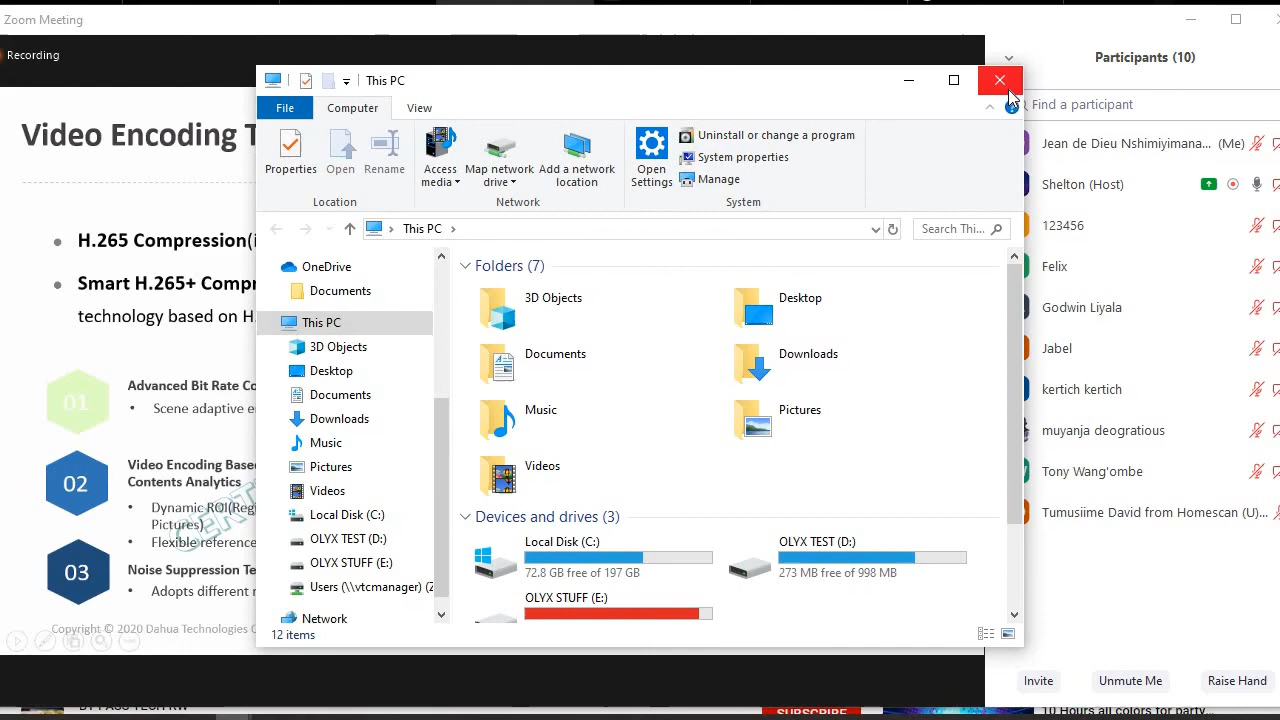 Zoom Meeting
Recording
Video Encoding T
H.265 Compression(i
Smart H.265+ Compr
technology based on H.
01
Advanced Bit Rate Co
Scene adaptive e
02
Video Encoding Base
Contents Analytics
Dynamic ROI(Reg
Pictures)
Flexible reference
03
Noise Suppression Te
Adopts different r
CERT
Copyright © 2020 Dahua Technologies C
This PC
File
Computer
View
Properties
Open
Rename
Location
Access
media
Map network
drive
Add a network
location
Network
Open
Settings
Uninstall or change a program
System properties
Manage
System
This PC
Search Thi...
OneDrive
Documents
This PC
3D Objects
Desktop
Documents
Downloads
Music
Pictures
Videos
Local Disk (C:)
OLYX TEST (D:)
OLYX STUFF (E:)
Users (\\vtcmanager) (Z
Network
Folders (7)
3D Objects
Desktop
Documents
Downloads
Music
Pictures
Videos
Devices and drives (3)
Local Disk (C:)
72.8 GB free of 197 GB
OLYX TEST (D:)
273 MB free of 998 MB
OLYX STUFF (E:)
12 items
Participants (10)
Find a participant
Jean de Dieu Nshimiyimana... (Me)
Shelton (Host)
123456
Felix
Godwin Liyala
Jabel
kertich kertich
muyanja deogratious
Tony Wang'ombe
Tumusiime David from Homescan (U)...
Invite
Unmute Me
Raise Hand
BY PASS TECH RW
SUBSCRIBE
10 Hours all colors for party...